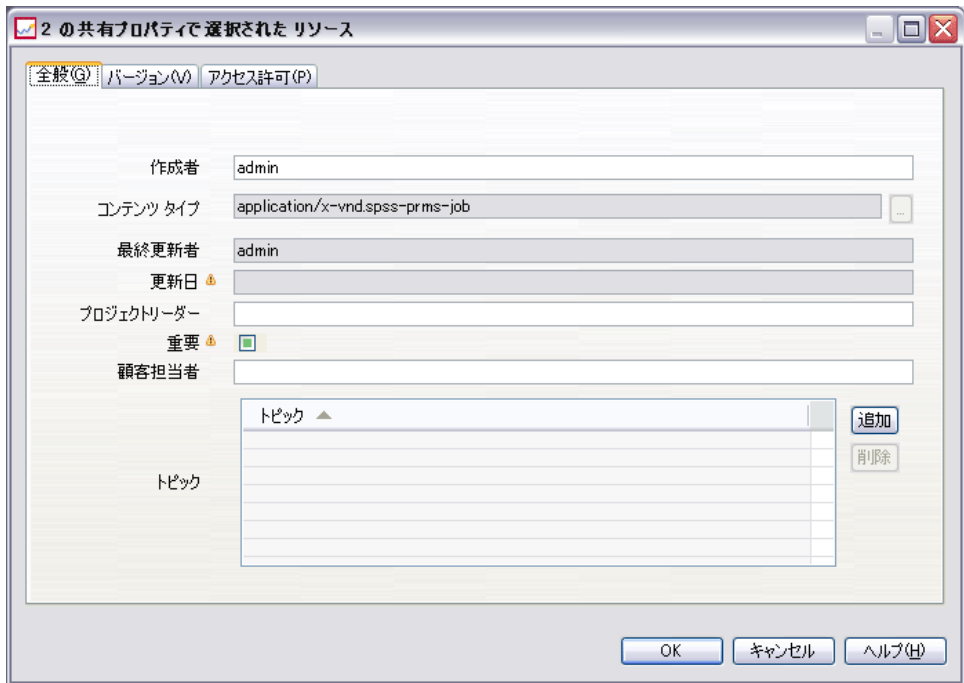 2 の共有プロパティで選択された リソース
全般(G) バージョン(V) アクセス許可(P)
作成者 admin
コンテンツ タイプ application/x-vnd.spss-prms-job ...
最終更新者 admin
更新日
プロジェクトリーダー
重要
顧客担当者
トピック
追加
削除
トピック
OK キャンセル ヘルプ(H)